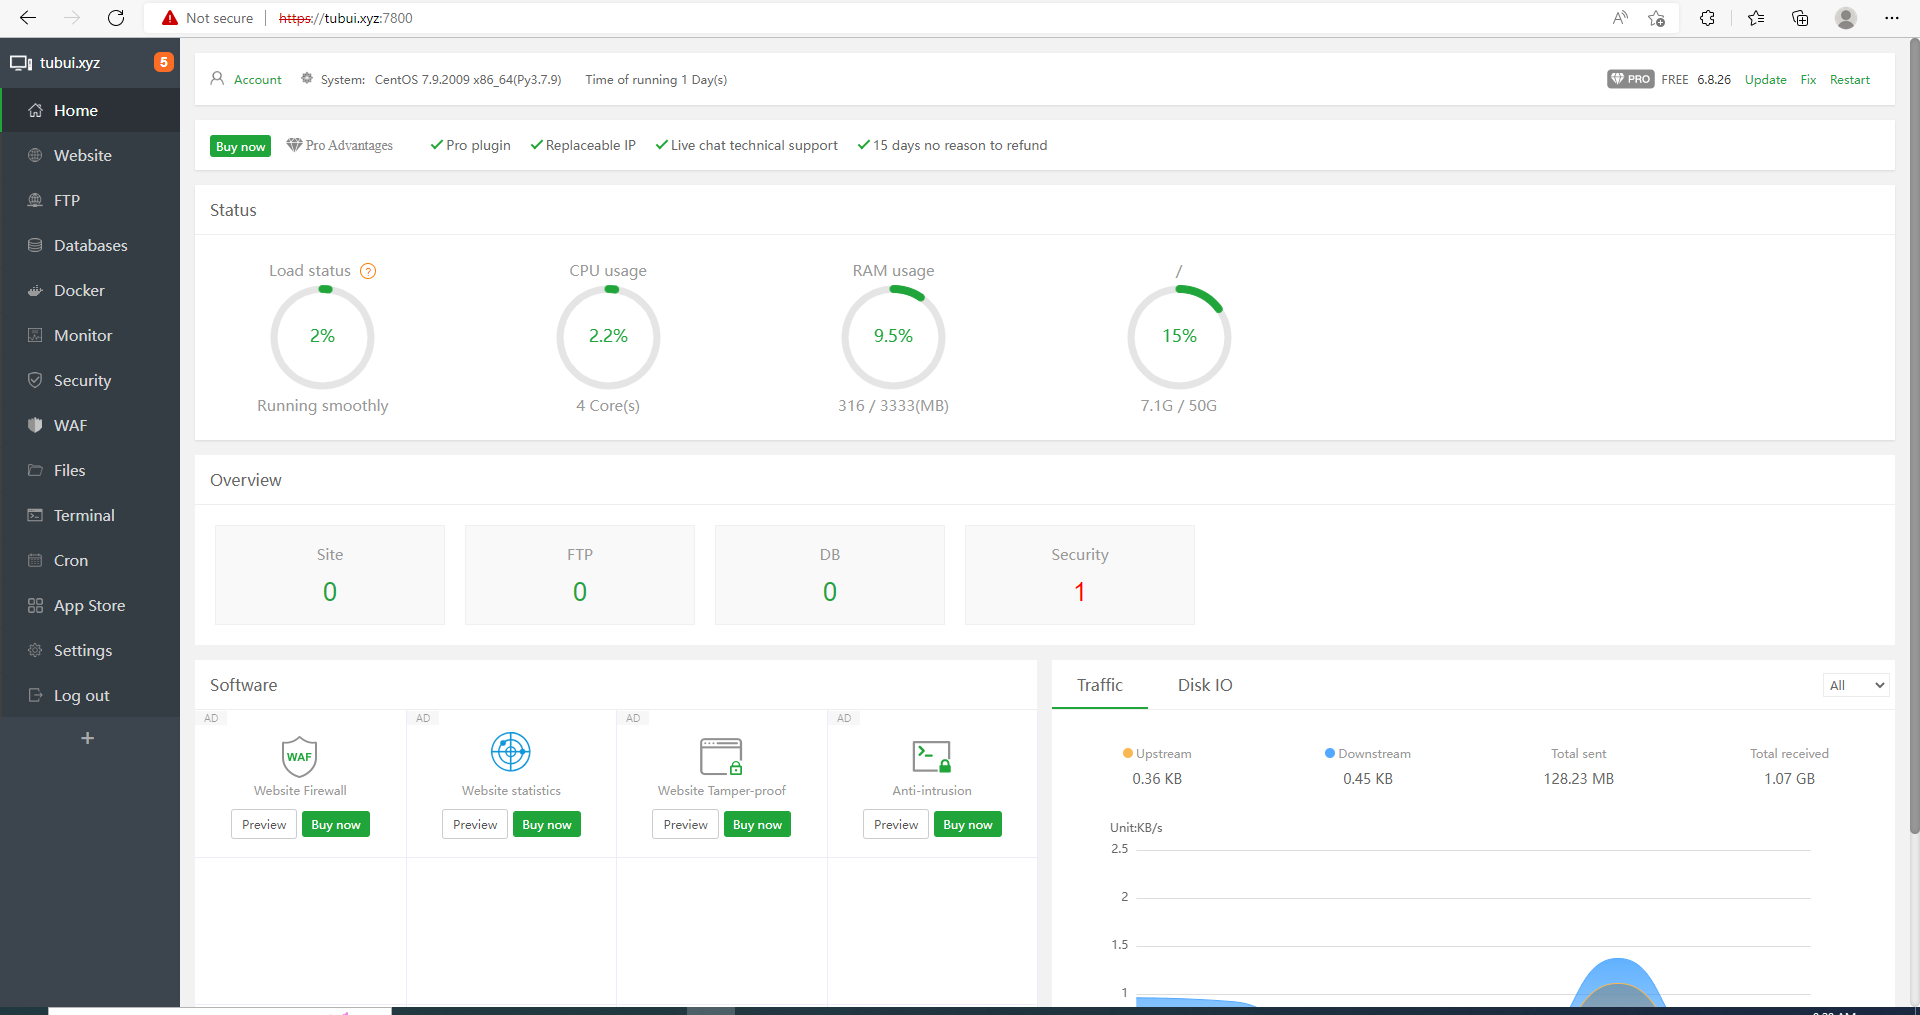 Not secure https://tubui.xyz:7800
tubui.xyz 5
Home
Website
FTP
Databases
Docker
Monitor
Security
WAF
Files
Terminal
Cron
App Store
Settings
Log out
+
Account System: CentOS 7.9.2009 x86_64(Py3.7.9) Time of running 1 Day(s) PRO FREE 6.8.26 Update Fix Restart
Buy now Pro Advantages Pro plugin Replaceable IP Live chat technical support 15 days no reason to refund
Status
Load status ? CPU usage RAM usage /
2% 2.2% 9.5% 15%
Running smoothly 4 Core(s) 316 / 3333(MB) 7.1G / 50G
Overview
Site FTP DB Security
0 0 0 1
Software
AD AD AD AD
WAF
Website Firewall Website statistics Website Tamper-proof Anti-intrusion
Preview Buy now Preview Buy now Preview Buy now Preview Buy now
Traffic Disk IO All
Upstream Downstream Total sent Total received
0.36 KB 0.45 KB 128.23 MB 1.07 GB
Unit:KB/s
2.5
2
1.5
1